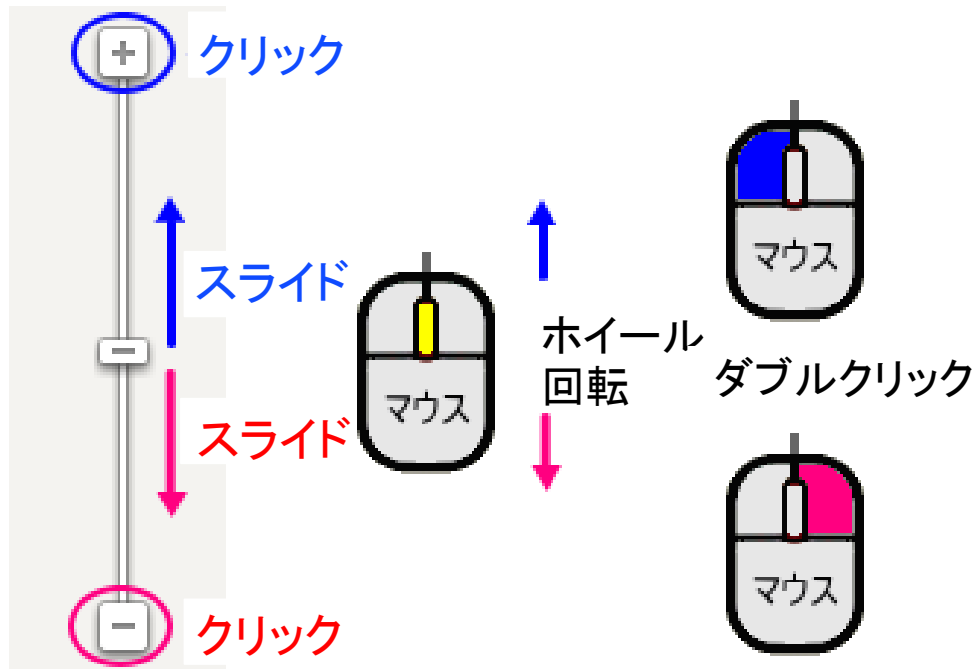 クリック
スライド
スライド
クリック
マウス
ホイール
回転
マウス
ダブルクリック
マウス